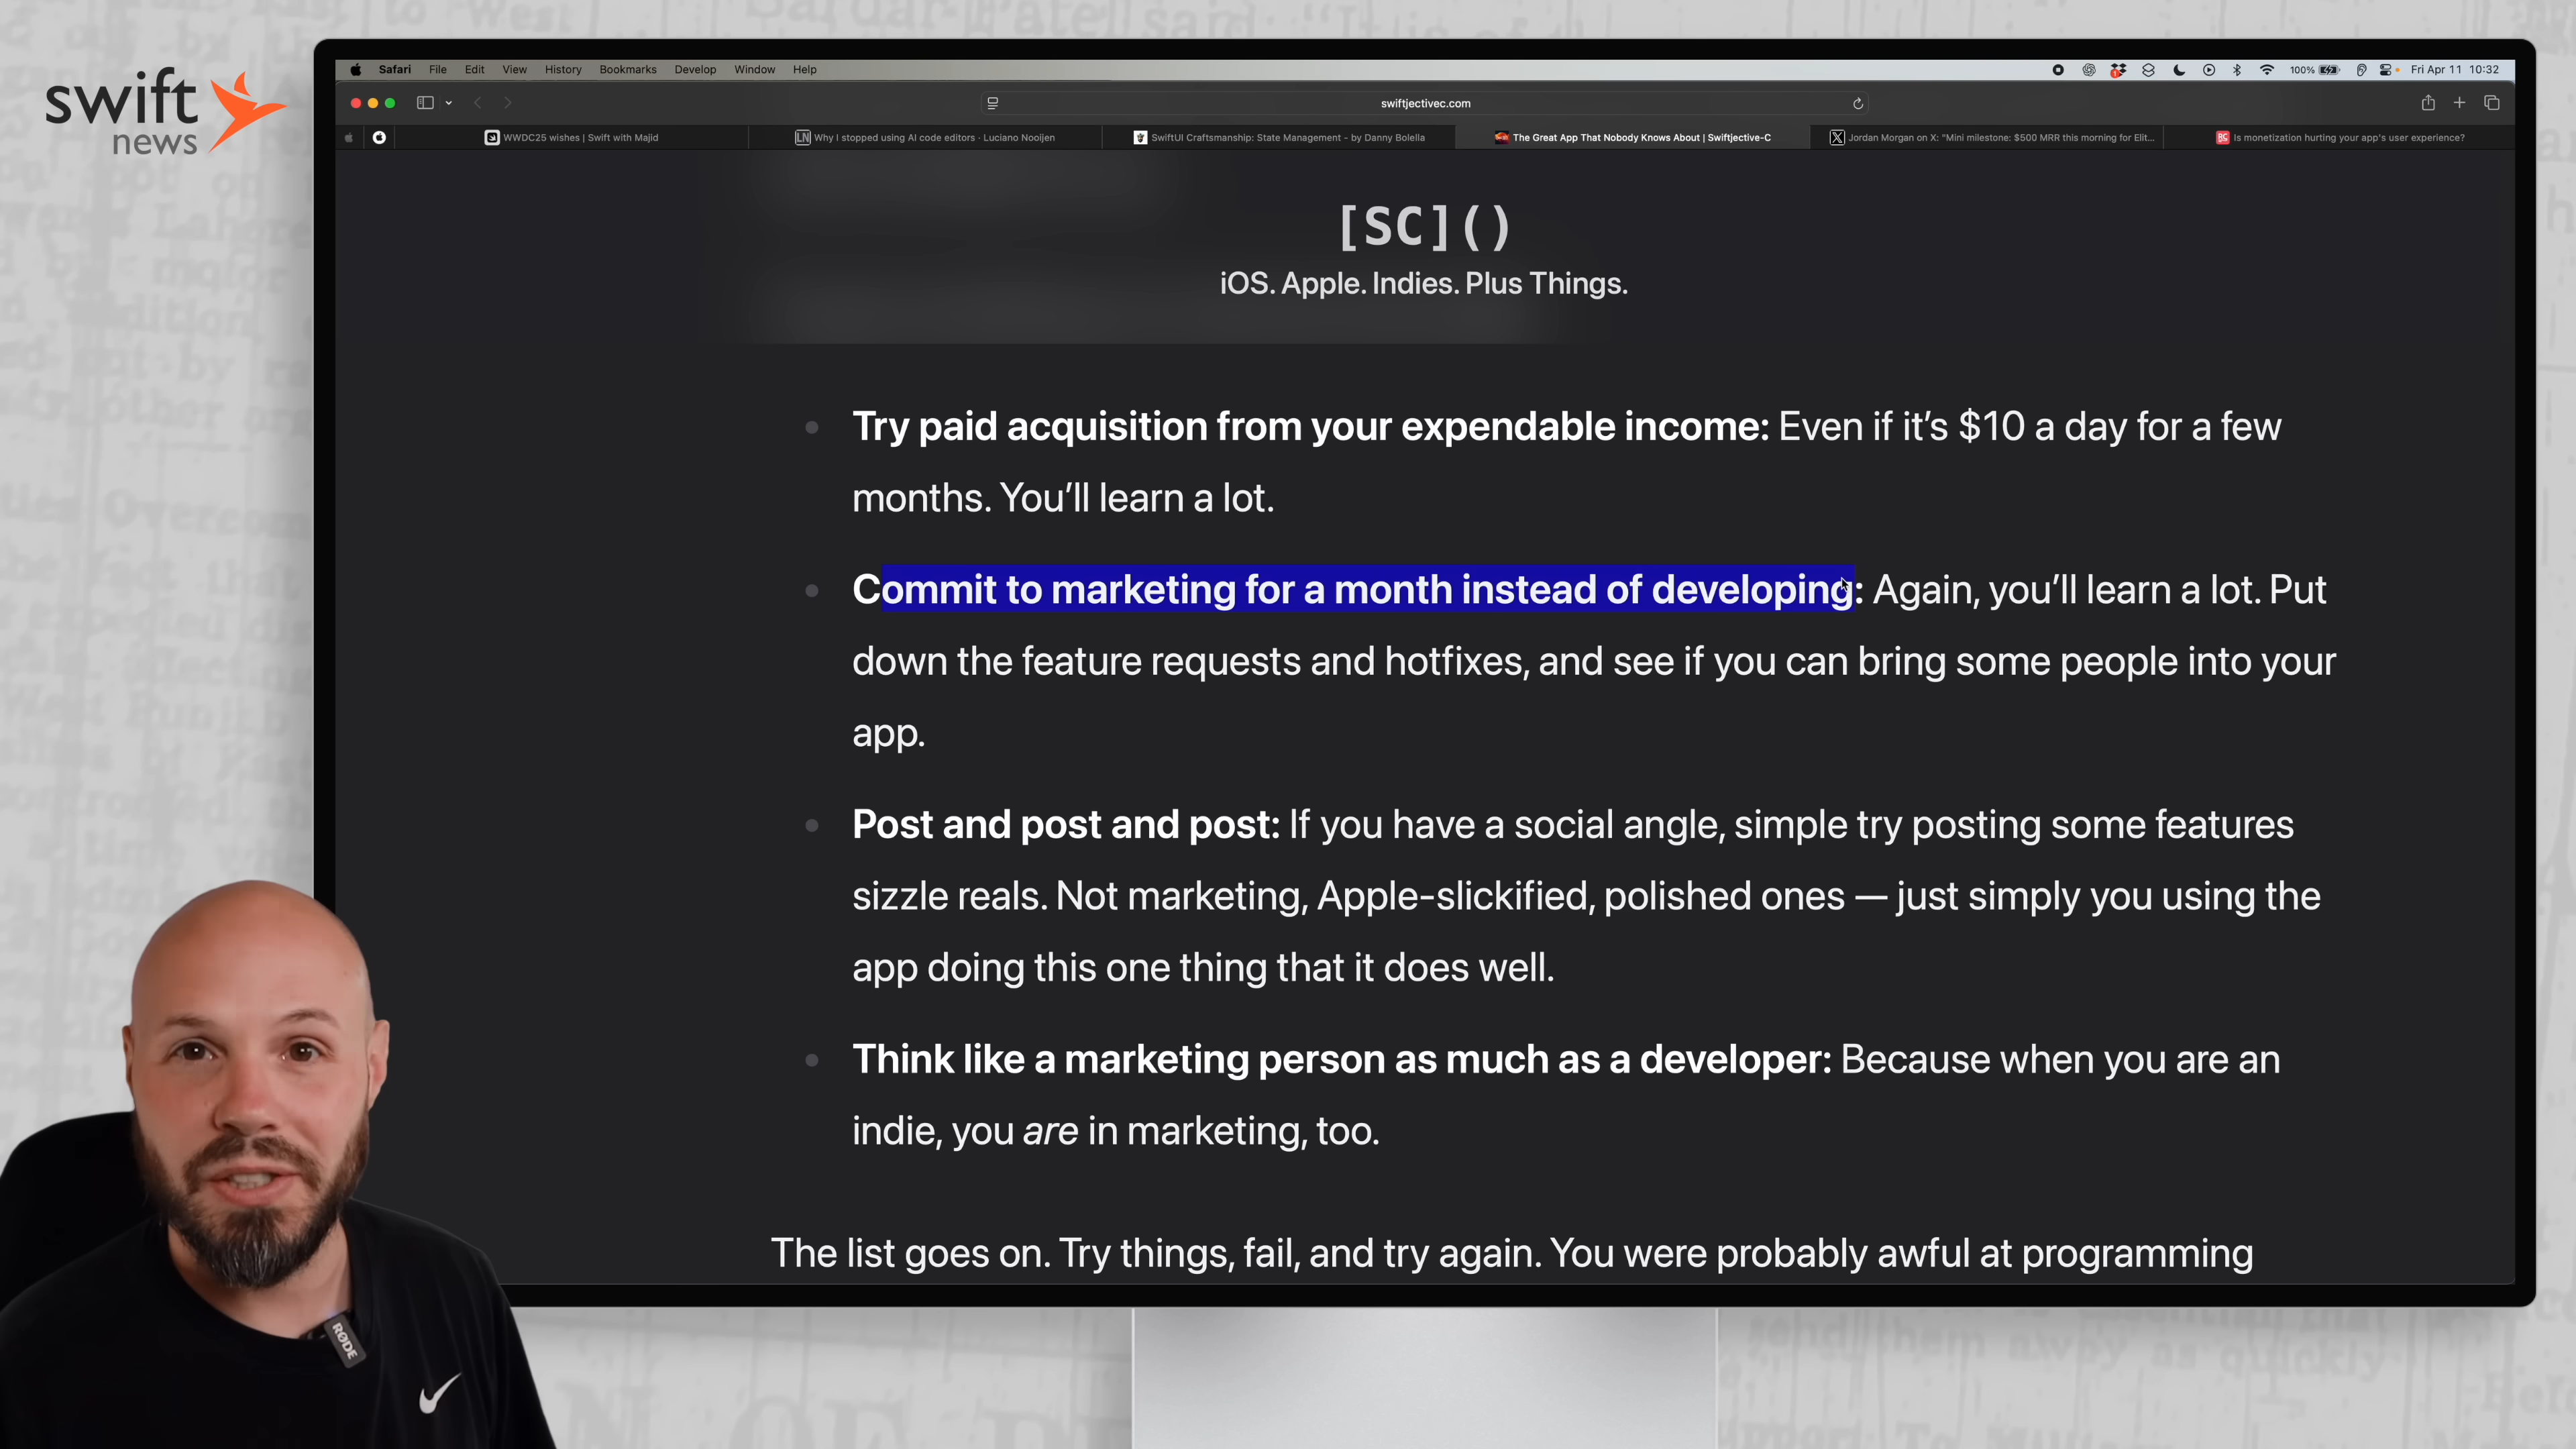 swift
news
Safari File Edit View History Bookmarks Develop Window Help
100% Fri Apr 11 10:32
swiftjectivec.com
WWDC25 wishes | Swift with Majid
LN Why I stopped using AI code editors - Luciano Nooijen
SwiftUI Craftsmanship: State Management - by Danny Bolella
The Great App That Nobody Knows About | Swiftjective-C
Jordan Morgan on X: "Mini milestone: $500 MRR this morning for Elit...
RC Is monetization hurting your app's user experience?
[SC]()
iOS. Apple. Indies. Plus Things.
Try paid acquisition from your expendable income: Even if it's $10 a day for a few
months. You'll learn a lot.
Commit to marketing for a month instead of developing: Again, you'll learn a lot. Put
down the feature requests and hotfixes, and see if you can bring some people into your
app.
Post and post and post: If you have a social angle, simple try posting some features
sizzle reals. Not marketing, Apple-slickified, polished ones — just simply you using the
app doing this one thing that it does well.
Think like a marketing person as much as a developer: Because when you are an
indie, you are in marketing, too.
The list goes on. Try things, fail, and try again. You were probably awful at programming
RØDE